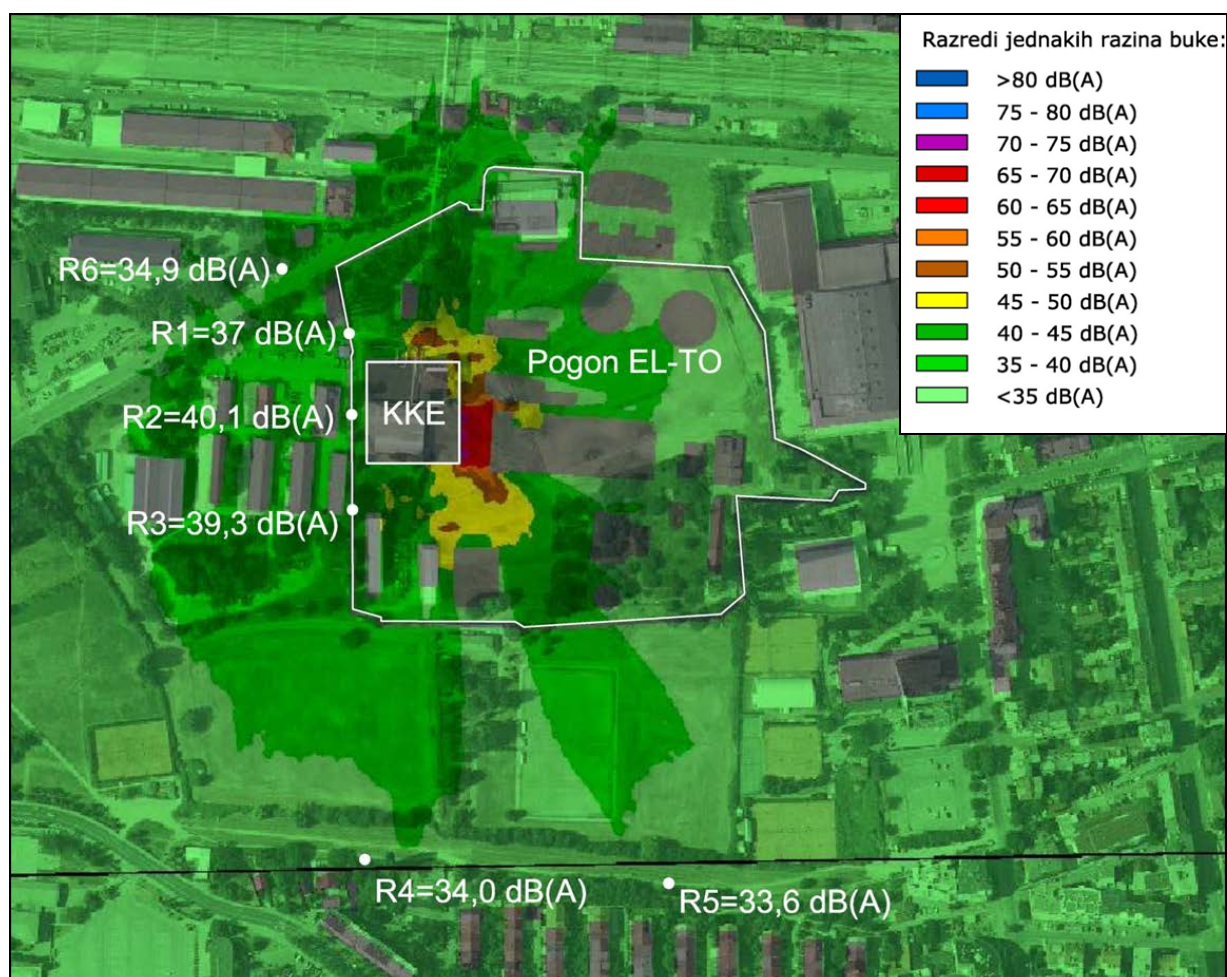 Razredi jednakih razina buke:
>80 dB(A)
75 - 80 dB(A)
70 - 75 dB(A)
65 - 70 dB(A)
60 - 65 dB(A)
55 - 60 dB(A)
50 - 55 dB(A)
45 - 50 dB(A)
40 - 45 dB(A)
35 - 40 dB(A)
<35 dB(A)
R6=34,9 dB(A)
R1=37 dB(A)
Pogon EL-TO
R2=40,1 dB(A)
KKE
R3=39,3 dB(A)
R4=34,0 dB(A)
R5=33,6 dB(A)